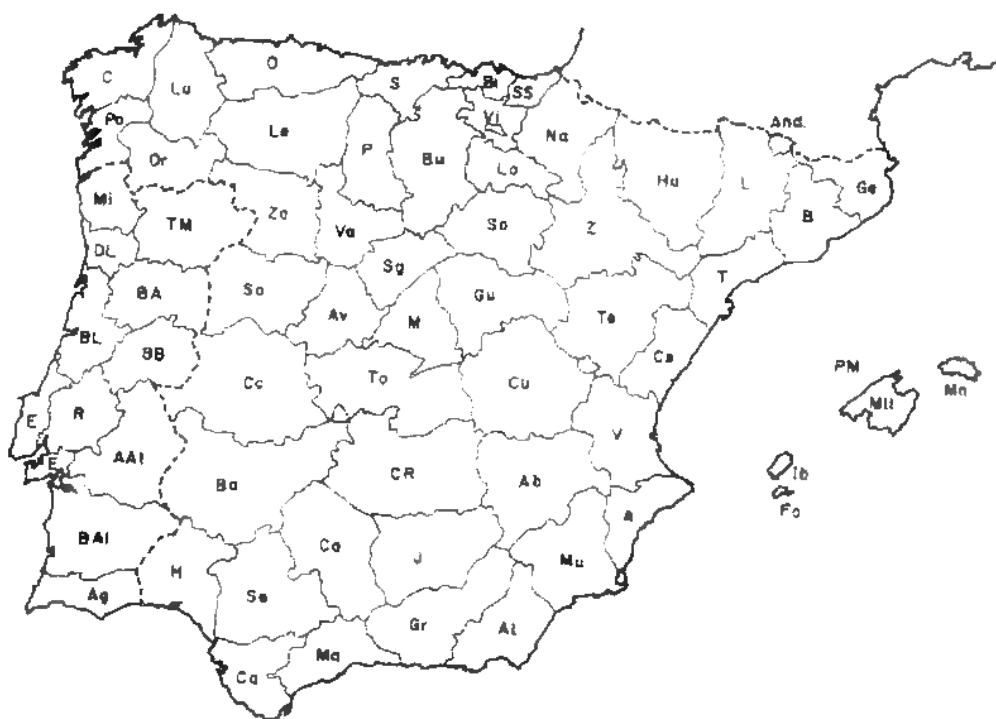 C
Lu
O
S
Bi
SS
Po
Le
P
Bu
Vi
Na
And.
Or
Lo
Hu
L
Ge
Mi
TM
Za
Va
So
Z
B
DL
Sg
T
BA
Sa
Av
M
Gu
Te
BL
BB
Cc
To
Cu
Cs
PM
Mll
Mn
E
R
V
E
AAl
Ba
CR
Ab
Ib
Fo
A
BAl
H
Co
J
Mu
Ag
Se
Gr
Al
Ma
Ca